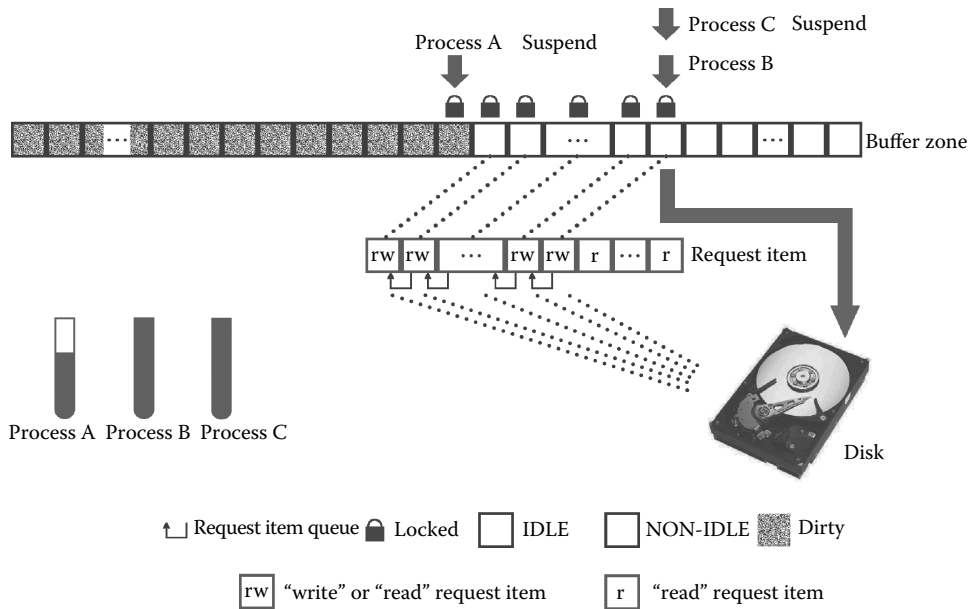 Process C Suspend
Process A Suspend
Process B
...
...
...
Buffer zone
rw rw ... rw rw r ... r Request item
Process A Process B Process C
Disk
Request item queue Locked IDLE NON-IDLE Dirty
rw “write” or “read” request item r “read” request item